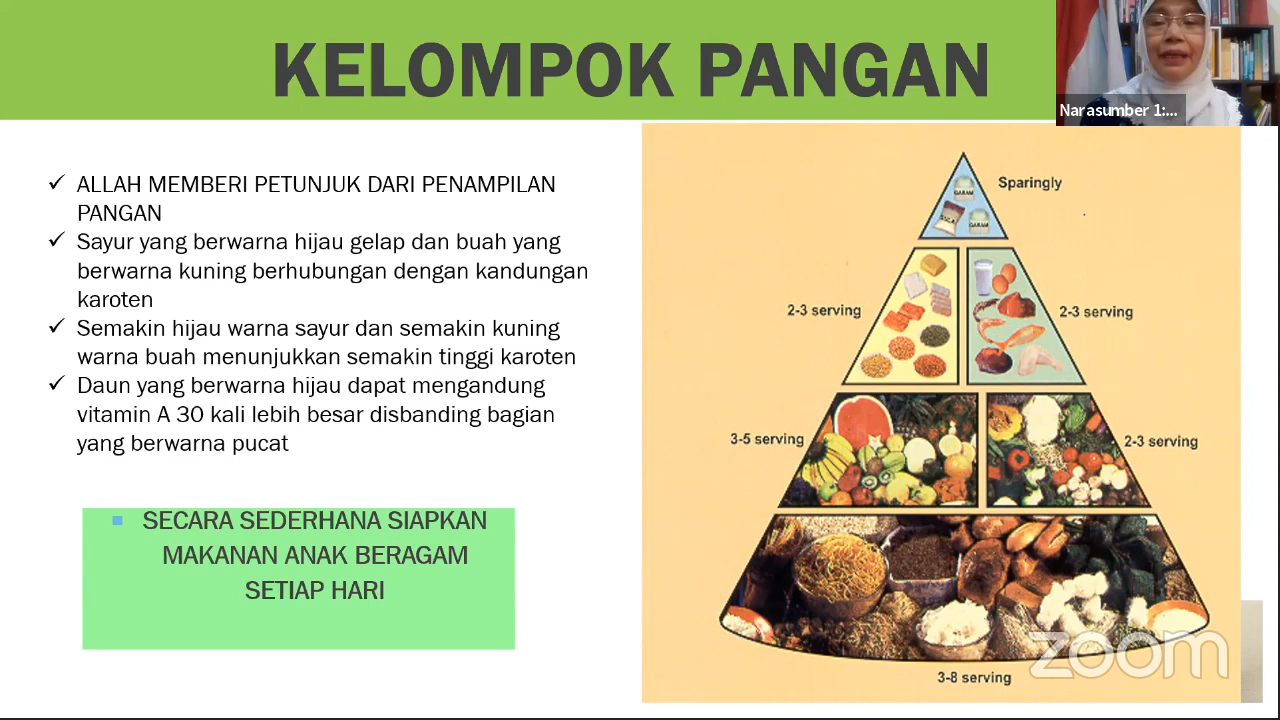 KELOMPOK PANGAN
Narasumber 1:...
ALLAH MEMBERI PETUNJUK DARI PENAMPILAN
PANGAN
Sayur yang berwarna hijau gelap dan buah yang
berwarna kuning berhubungan dengan kandungan
karoten
Semakin hijau warna sayur dan semakin kuning
warna buah menunjukkan semakin tinggi karoten
Daun yang berwarna hijau dapat mengandung
vitamin A 30 kali lebih besar disbanding bagian
yang berwarna pucat
SECARA SEDERHANA SIAPKAN
MAKANAN ANAK BERAGAM
SETIAP HARI
Sparingly
GARAM
GARAM
2-3 serving
2-3 serving
3-5 serving
2-3 serving
3-8 serving
zoom